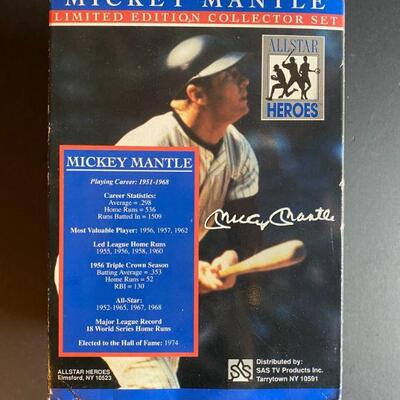 MICKEY MANTLE
LIMITED EDITION COLLECTOR SET
ALLSTAR
HEROES
MICKEY MANTLE
Playing Career: 1951-1968
Career Statistics:
Average = .298
Home Runs = 536
Runs Batted In = 1509
Most Valuable Player: 1956, 1957, 1962
Led League Home Runs
1955, 1956, 1958, 1960
1956 Triple Crown Season
Batting Average = .353
Home Runs = 52
RBI = 130
All-Star:
1952-1965, 1967, 1968
Major League Record
18 World Series Home Runs
Elected to the Hall of Fame: 1974
Mickey Mantle
ALLSTAR HEROES
Elmsford, NY 10523
SAS
Distributed by:
SAS TV Products Inc.
Tarrytown NY 10591